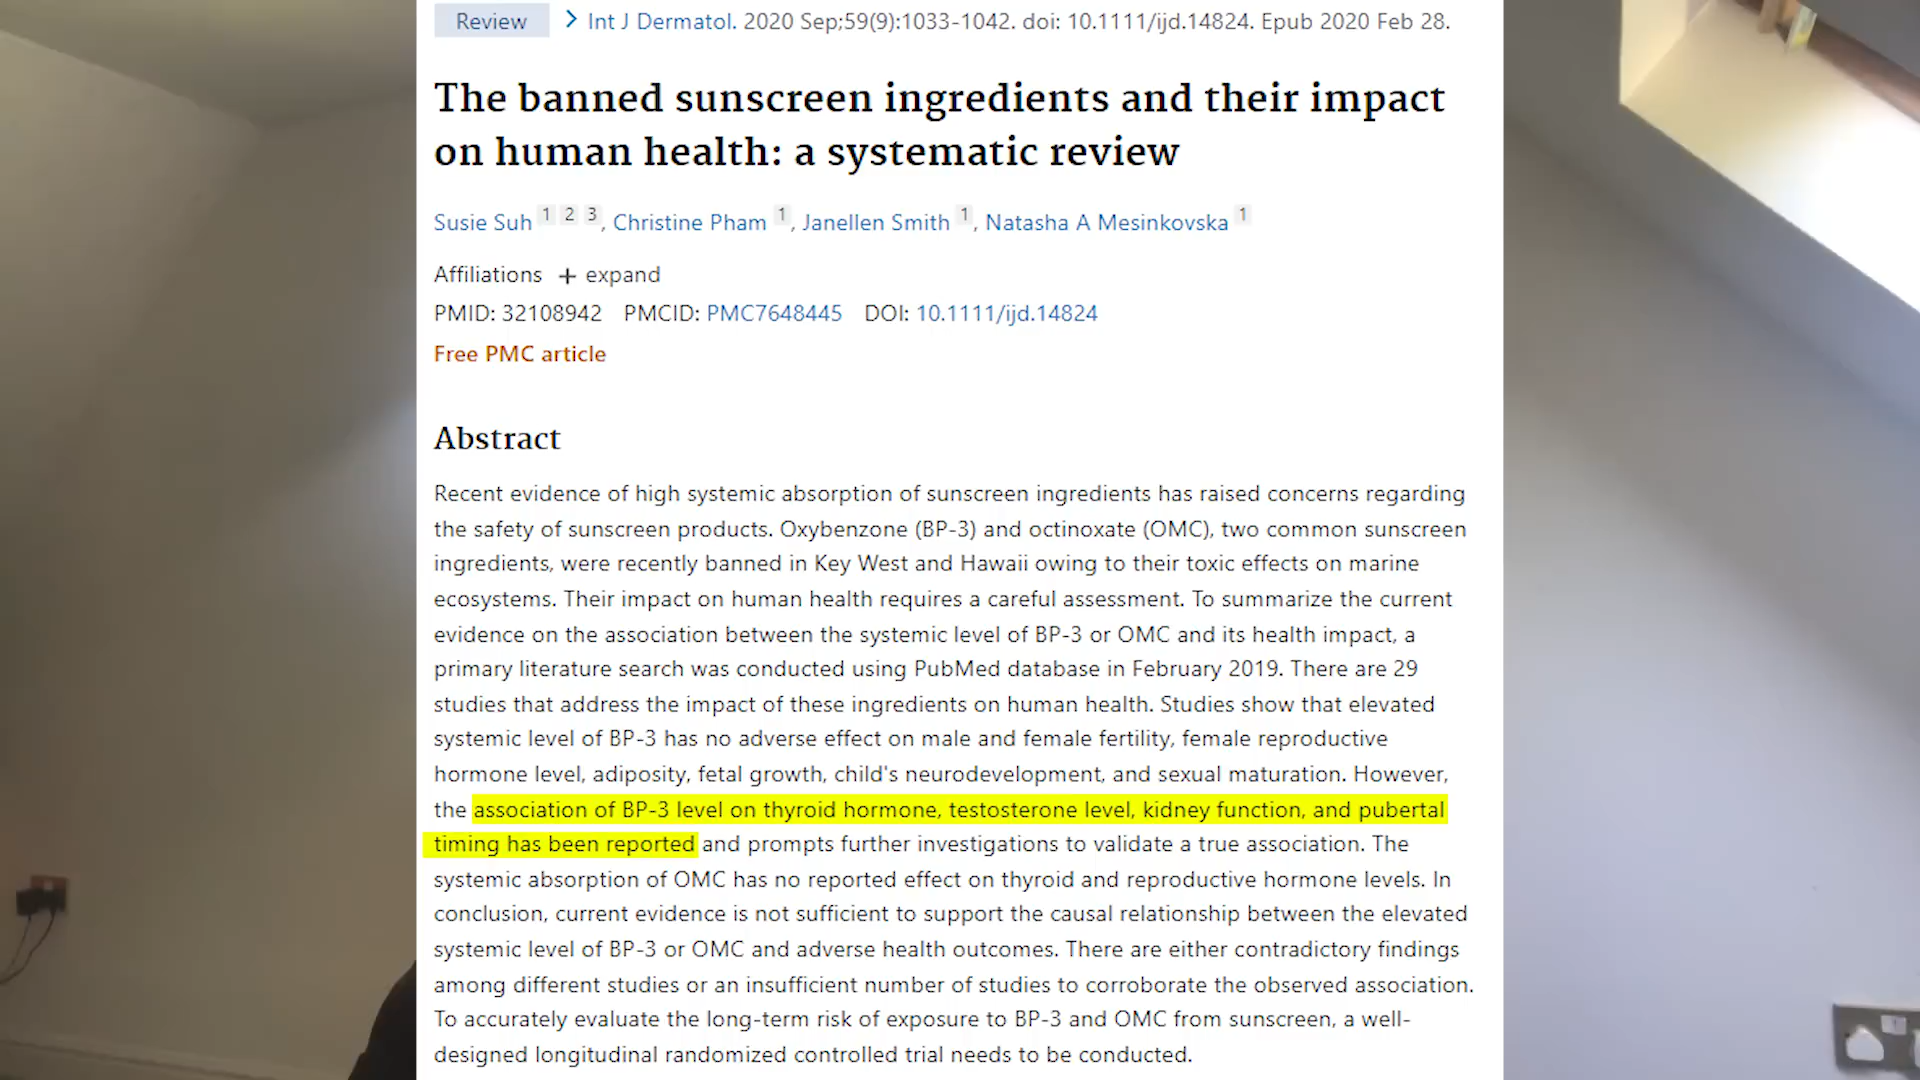 Review > Int J Dermatol. 2020 Sep;59(9):1033-1042. doi: 10.1111/ijd.14824. Epub 2020 Feb 28.
The banned sunscreen ingredients and their impact
on human health: a systematic review
Susie Suh 1 2 3, Christine Pham 1, Janellen Smith 1, Natasha A Mesinkovska 1
Affiliations + expand
PMID: 32108942 PMCID: PMC7648445 DOI: 10.1111/ijd.14824
Free PMC article
Abstract
Recent evidence of high systemic absorption of sunscreen ingredients has raised concerns regarding
the safety of sunscreen products. Oxybenzone (BP-3) and octinoxate (OMC), two common sunscreen
ingredients, were recently banned in Key West and Hawaii owing to their toxic effects on marine
ecosystems. Their impact on human health requires a careful assessment. To summarize the current
evidence on the association between the systemic level of BP-3 or OMC and its health impact, a
primary literature search was conducted using PubMed database in February 2019. There are 29
studies that address the impact of these ingredients on human health. Studies show that elevated
systemic level of BP-3 has no adverse effect on male and female fertility, female reproductive
hormone level, adiposity, fetal growth, child's neurodevelopment, and sexual maturation. However,
the association of BP-3 level on thyroid hormone, testosterone level, kidney function, and pubertal
timing has been reported and prompts further investigations to validate a true association. The
systemic absorption of OMC has no reported effect on thyroid and reproductive hormone levels. In
conclusion, current evidence is not sufficient to support the causal relationship between the elevated
systemic level of BP-3 or OMC and adverse health outcomes. There are either contradictory findings
among different studies or an insufficient number of studies to corroborate the observed association.
To accurately evaluate the long-term risk of exposure to BP-3 and OMC from sunscreen, a well-
designed longitudinal randomized controlled trial needs to be conducted.